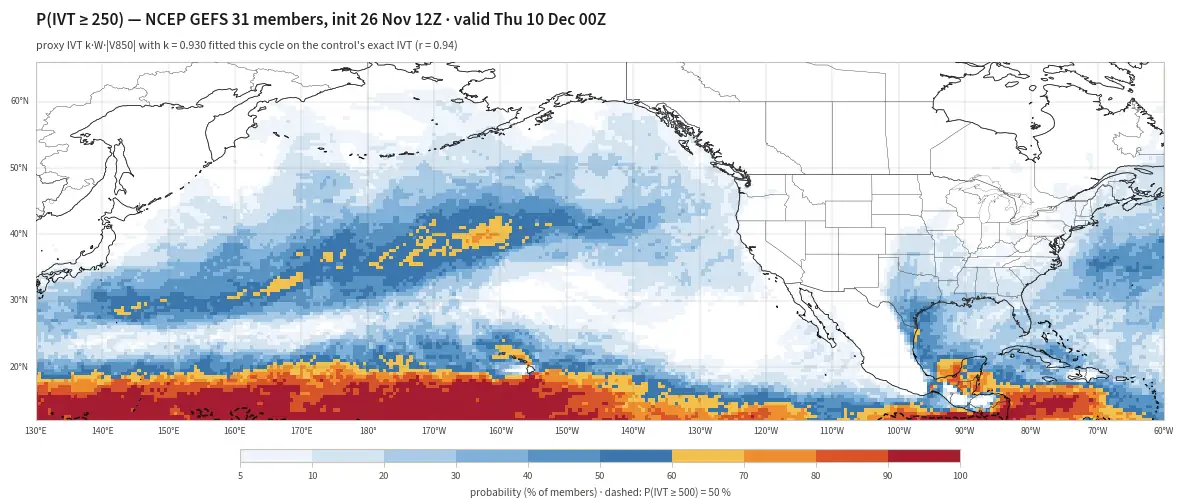 P(IVT ≥ 250) — NCEP GEFS 31 members, init 26 Nov 12Z · valid Thu 10 Dec 00Z
proxy IVT k·W·|V850| with k = 0.930 fitted this cycle on the control's exact IVT (r = 0.94)
60°N
50°N
40°N
30°N
20°N
130°E 140°E 150°E 160°E 170°E 180° 170°W 160°W 150°W 140°W 130°W 120°W 110°W 100°W 90°W 80°W 70°W 60°W
5 10 20 30 40 50 60 70 80 90 100
probability (% of members) · dashed: P(IVT ≥ 500) = 50 %